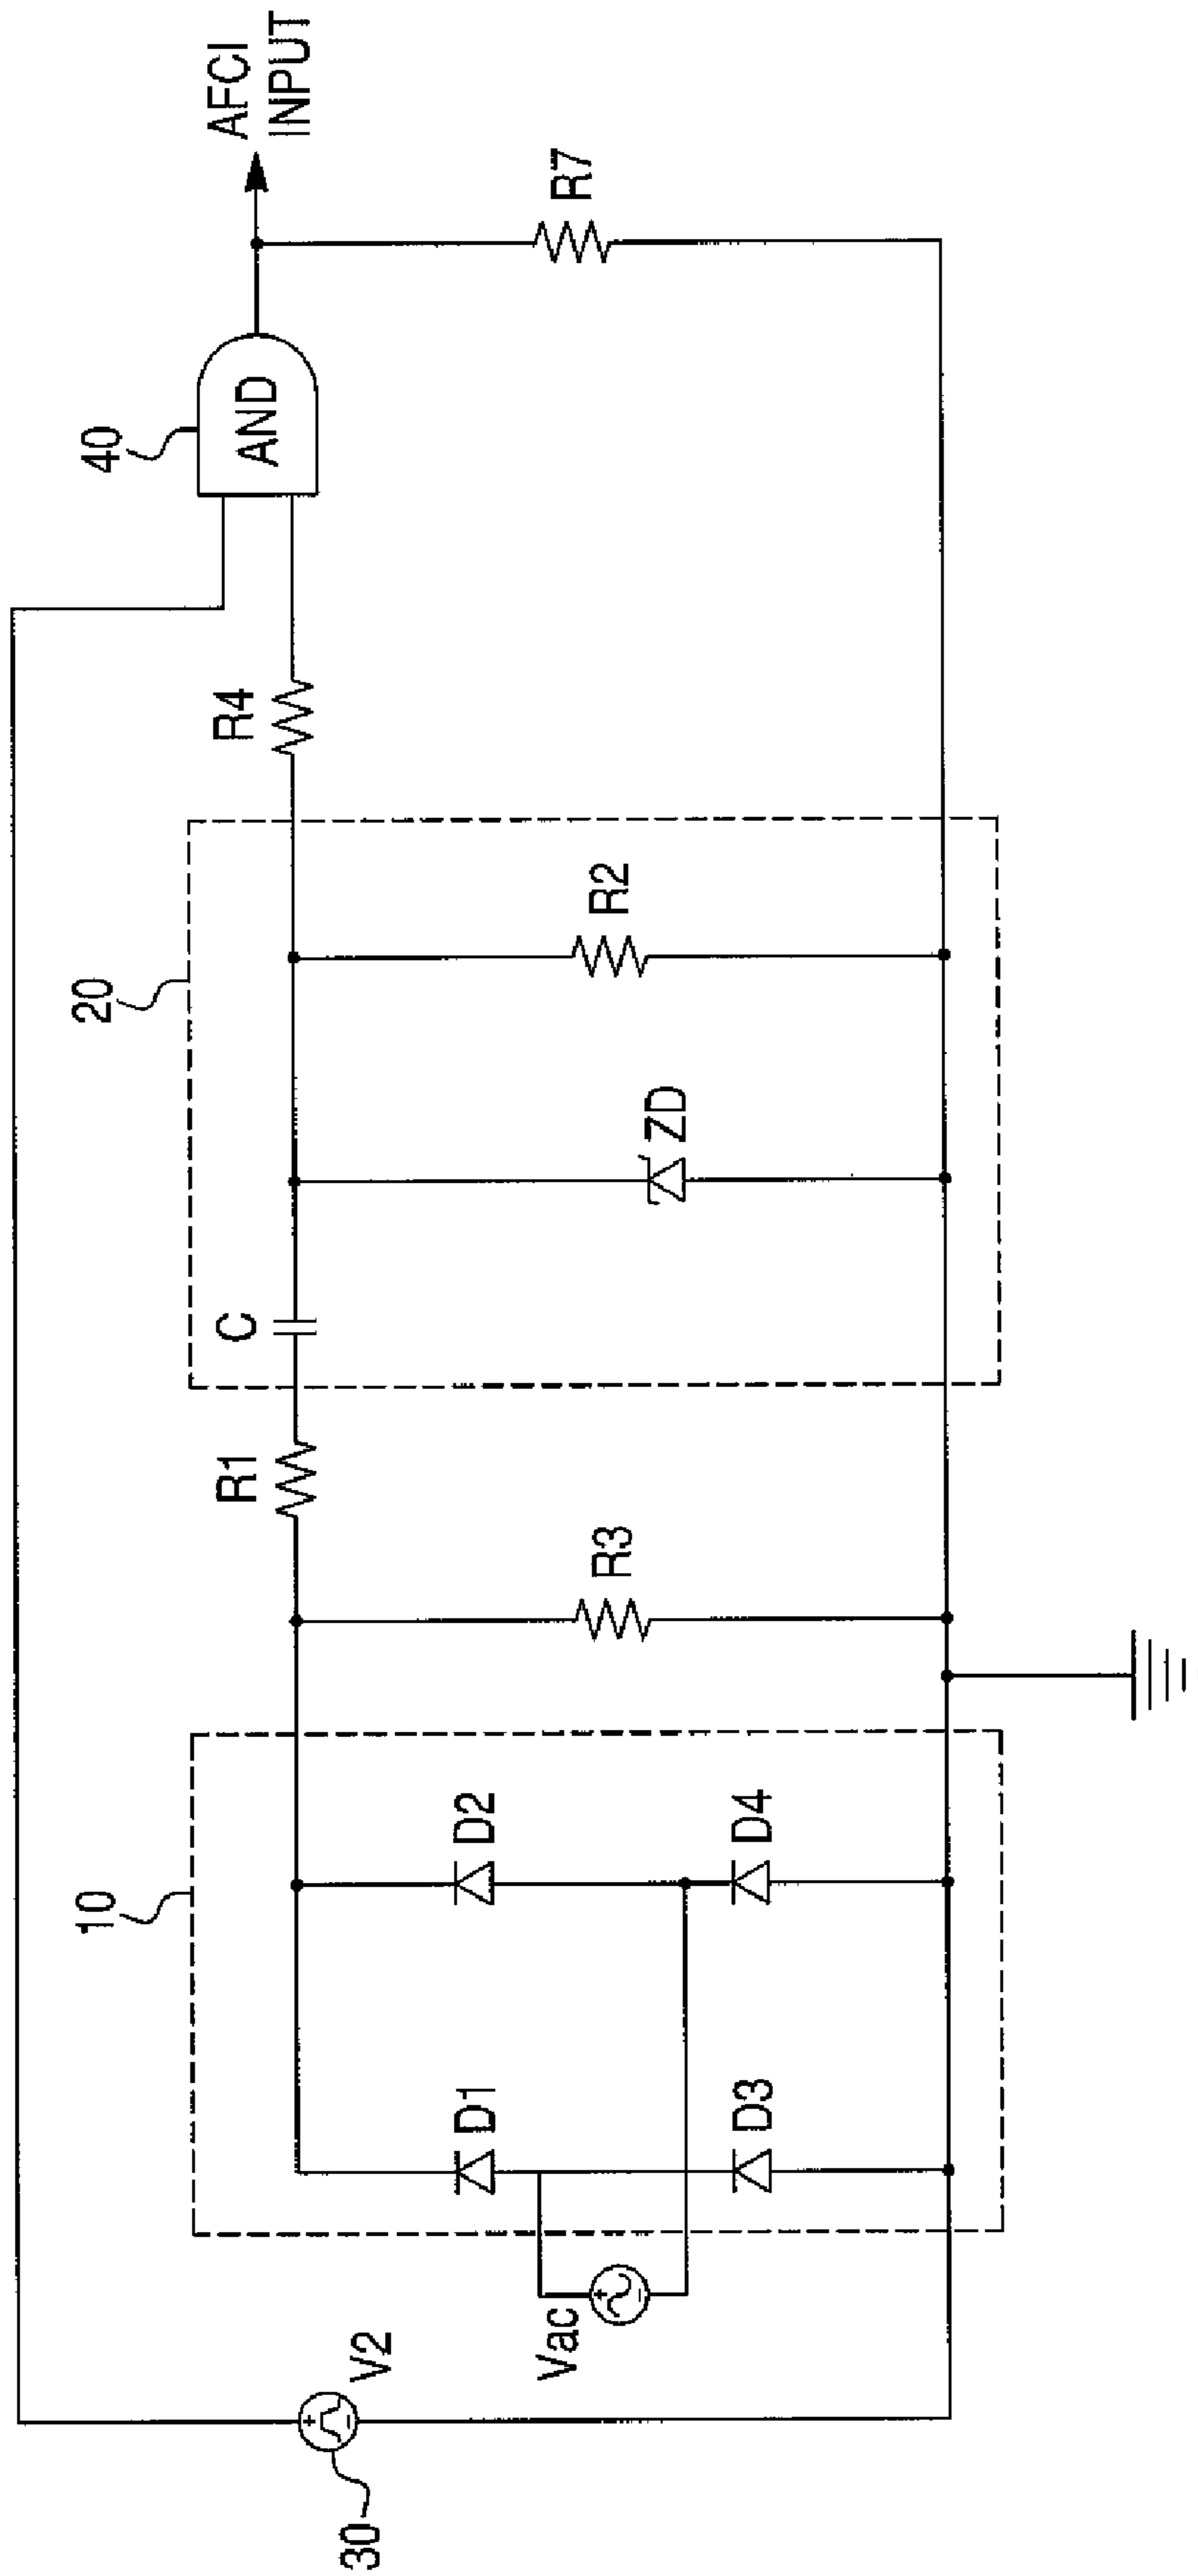 40
AFCI
INPUT
AND
20
R4
R7
C
R1
R2
ZD
R3
10
D2
D4
D1
D3
V2
Vac
30